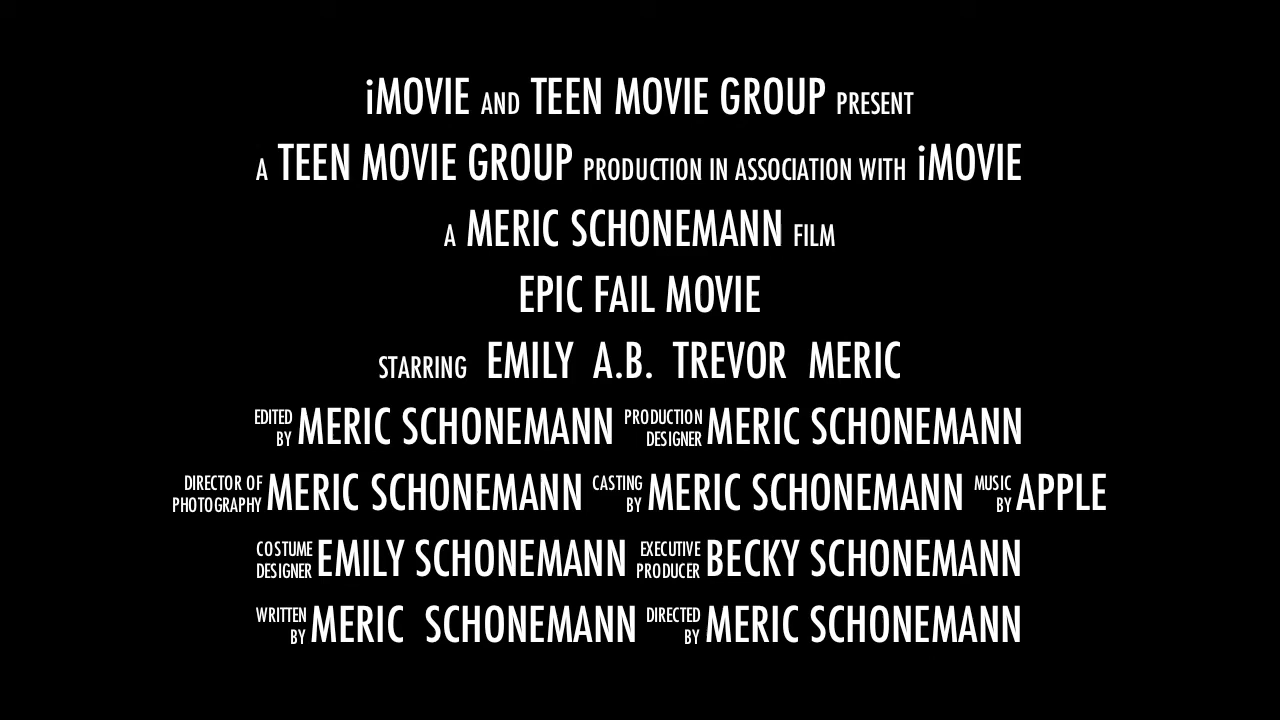 iMOVIE AND TEEN MOVIE GROUP PRESENT
A TEEN MOVIE GROUP PRODUCTION IN ASSOCIATION WITH iMOVIE
A MERIC SCHONEMANN FILM
EPIC FAIL MOVIE
STARRING EMILY A.B. TREVOR MERIC
EDITED BY MERIC SCHONEMANN PRODUCTION DESIGNER MERIC SCHONEMANN
DIRECTOR OF PHOTOGRAPHY MERIC SCHONEMANN CASTING BY MERIC SCHONEMANN MUSIC BY APPLE
COSTUME DESIGNER EMILY SCHONEMANN EXECUTIVE PRODUCER BECKY SCHONEMANN
WRITTEN BY MERIC SCHONEMANN DIRECTED BY MERIC SCHONEMANN